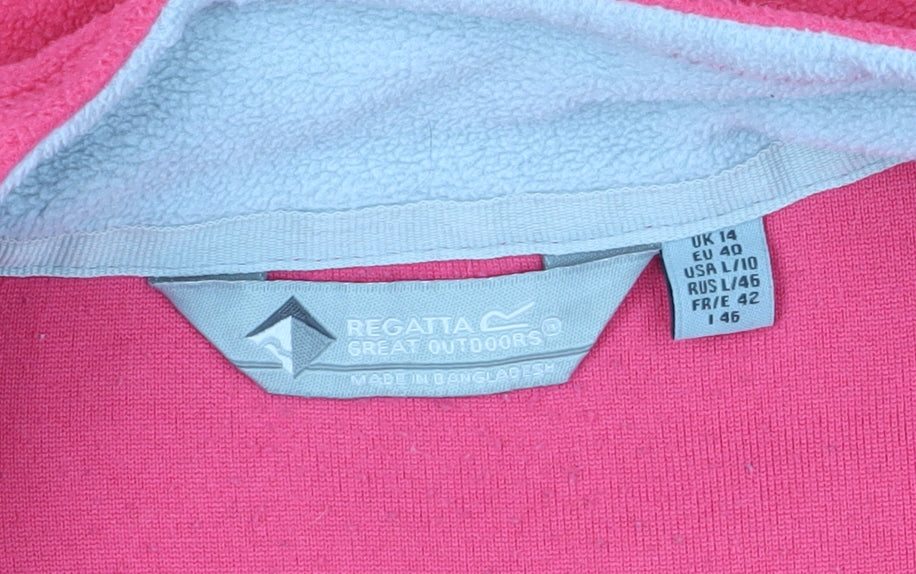 REGATTA
GREAT OUTDOORS
MADE IN BANGLADESH
UK 14
EU 40
USA L/10
RUS L/46
FR/E 42
I 46